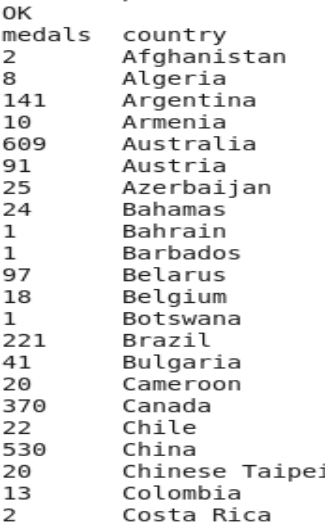 OK
medals country
2 Afghanistan
8 Algeria
141 Argentina
10 Armenia
609 Australia
91 Austria
25 Azerbaijan
24 Bahamas
1 Bahrain
1 Barbados
97 Belarus
18 Belgium
1 Botswana
221 Brazil
41 Bulgaria
20 Cameroon
370 Canada
22 Chile
530 China
20 Chinese Taipei
13 Colombia
2 Costa Rica